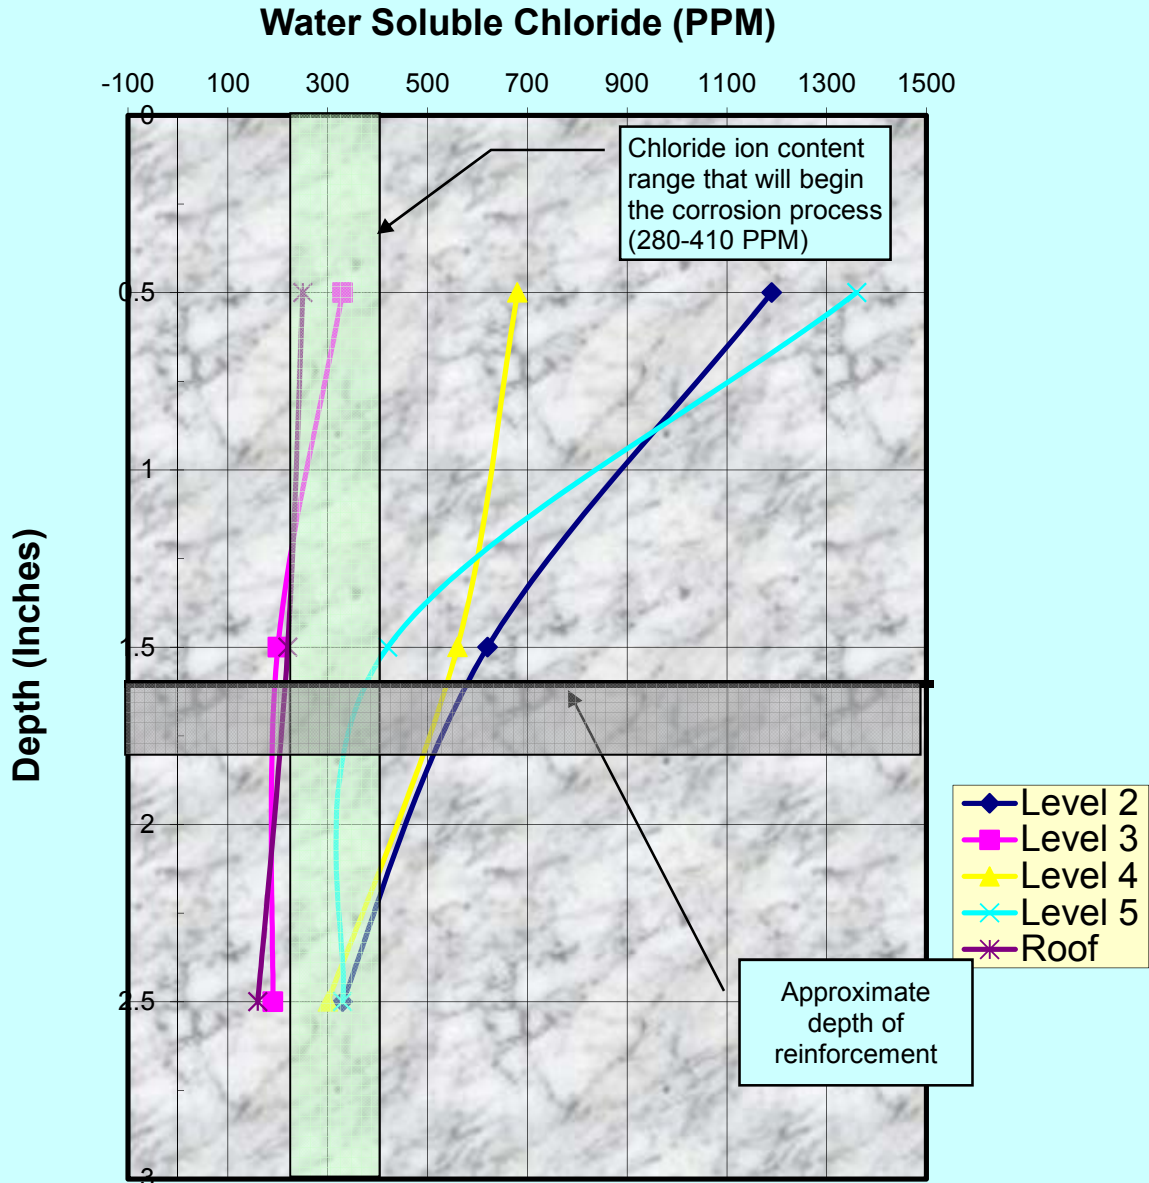 Water Soluble Chloride (PPM)
-100 100 300 500 700 900 1100 1300 1500
0
Chloride ion content
range that will begin
the corrosion process
(280-410 PPM)
0.5
1
Depth (Inches)
1.5
2
Level 2
Level 3
Level 4
Level 5
Roof
2.5
Approximate
depth of
reinforcement
3